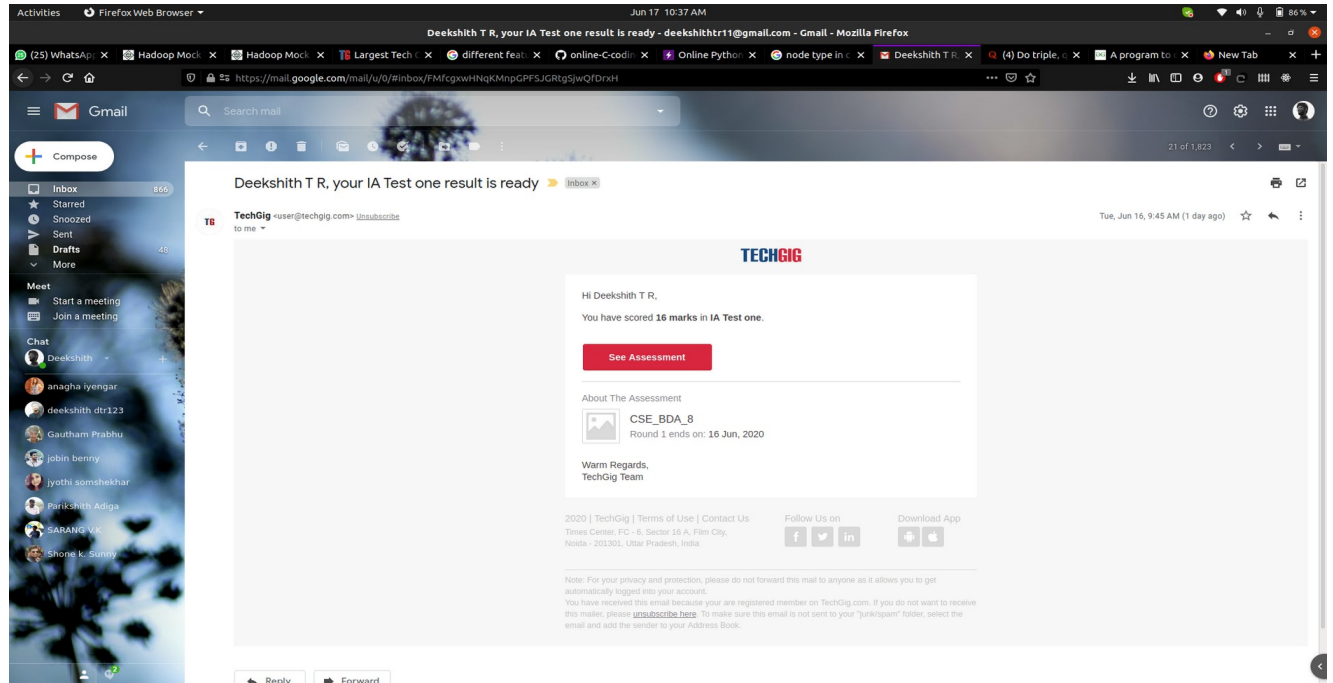 Activities Firefox Web Browser Jun 17 10:37 AM 86%
Deekshith T R, your IA Test one result is ready - deekshithtr11@gmail.com - Gmail - Mozilla Firefox
(25) WhatsApp Hadoop Mock Hadoop Mock Largest Tech C different featu online-C-codin Online Python node type in c Deekshith T R, (4) Do triple, q A program to New Tab
https://mail.google.com/mail/u/0/#inbox/FMfcgxwHNqKMnpGPFSJGRtgSjwQfDrxH
Gmail
Search mail
Compose
21 of 1,823
Inbox 866
Starred
Snoozed
Sent
Drafts 48
More
Meet
Start a meeting
Join a meeting
Chat
Deekshith
anagha iyengar
deekshith dtr123
Gautham Prabhu
jobin benny
jyothi somshekhar
Parikshith Adiga
SARANG V.K
Shone k. Sunny
2
Deekshith T R, your IA Test one result is ready Inbox x
TG
TechGig <user@techgig.com> Unsubscribe
to me
Tue, Jun 16, 9:45 AM (1 day ago)
TECHGIG
Hi Deekshith T R,
You have scored 16 marks in IA Test one.
See Assessment
About The Assessment
CSE_BDA_8
Round 1 ends on: 16 Jun, 2020
Warm Regards,
TechGig Team
2020 | TechGig | Terms of Use | Contact Us
Times Center, FC - 6, Sector 16 A, Film City,
Noida - 201301, Uttar Pradesh, India
Follow Us on
Download App
Note: For your privacy and protection, please do not forward this mail to anyone as it allows you to get
automatically logged into your account.
You have received this email because your are registered member on TechGig.com. If you do not want to receive
this mailer, please unsubscribe here. To make sure this email is not sent to your "junk/spam" folder, select the
email and add the sender to your Address Book.
Reply Forward